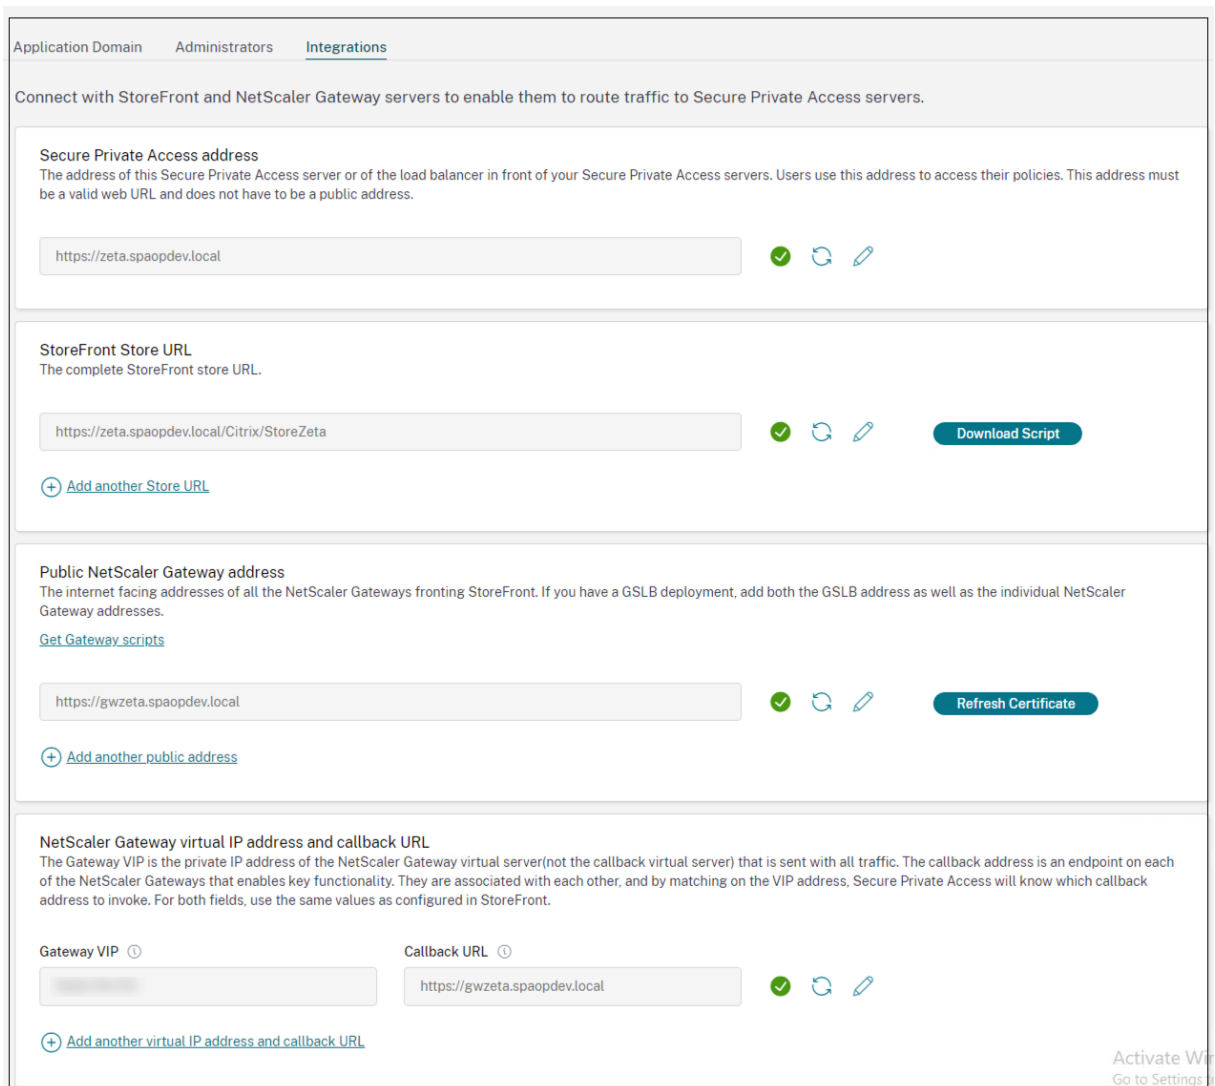 Application Domain Administrators Integrations
Connect with StoreFront and NetScaler Gateway servers to enable them to route traffic to Secure Private Access servers.
Secure Private Access address
The address of this Secure Private Access server or of the load balancer in front of your Secure Private Access servers. Users use this address to access their policies. This address must
be a valid web URL and does not have to be a public address.
https://zeta.spaopdev.local
StoreFront Store URL
The complete StoreFront store URL.
https://zeta.spaopdev.local/Citrix/StoreZeta
Download Script
Add another Store URL
Public NetScaler Gateway address
The internet facing addresses of all the NetScaler Gateways fronting StoreFront. If you have a GSLB deployment, add both the GSLB address as well as the individual NetScaler
Gateway addresses.
Get Gateway scripts
https://gwzeta.spaopdev.local
Refresh Certificate
Add another public address
NetScaler Gateway virtual IP address and callback URL
The Gateway VIP is the private IP address of the NetScaler Gateway virtual server(not the callback virtual server) that is sent with all traffic. The callback address is an endpoint on each
of the NetScaler Gateways that enables key functionality. They are associated with each other, and by matching on the VIP address, Secure Private Access will know which callback
address to invoke. For both fields, use the same values as configured in StoreFront.
Gateway VIP Callback URL
https://gwzeta.spaopdev.local
Add another virtual IP address and callback URL
Activate
Go to Settings